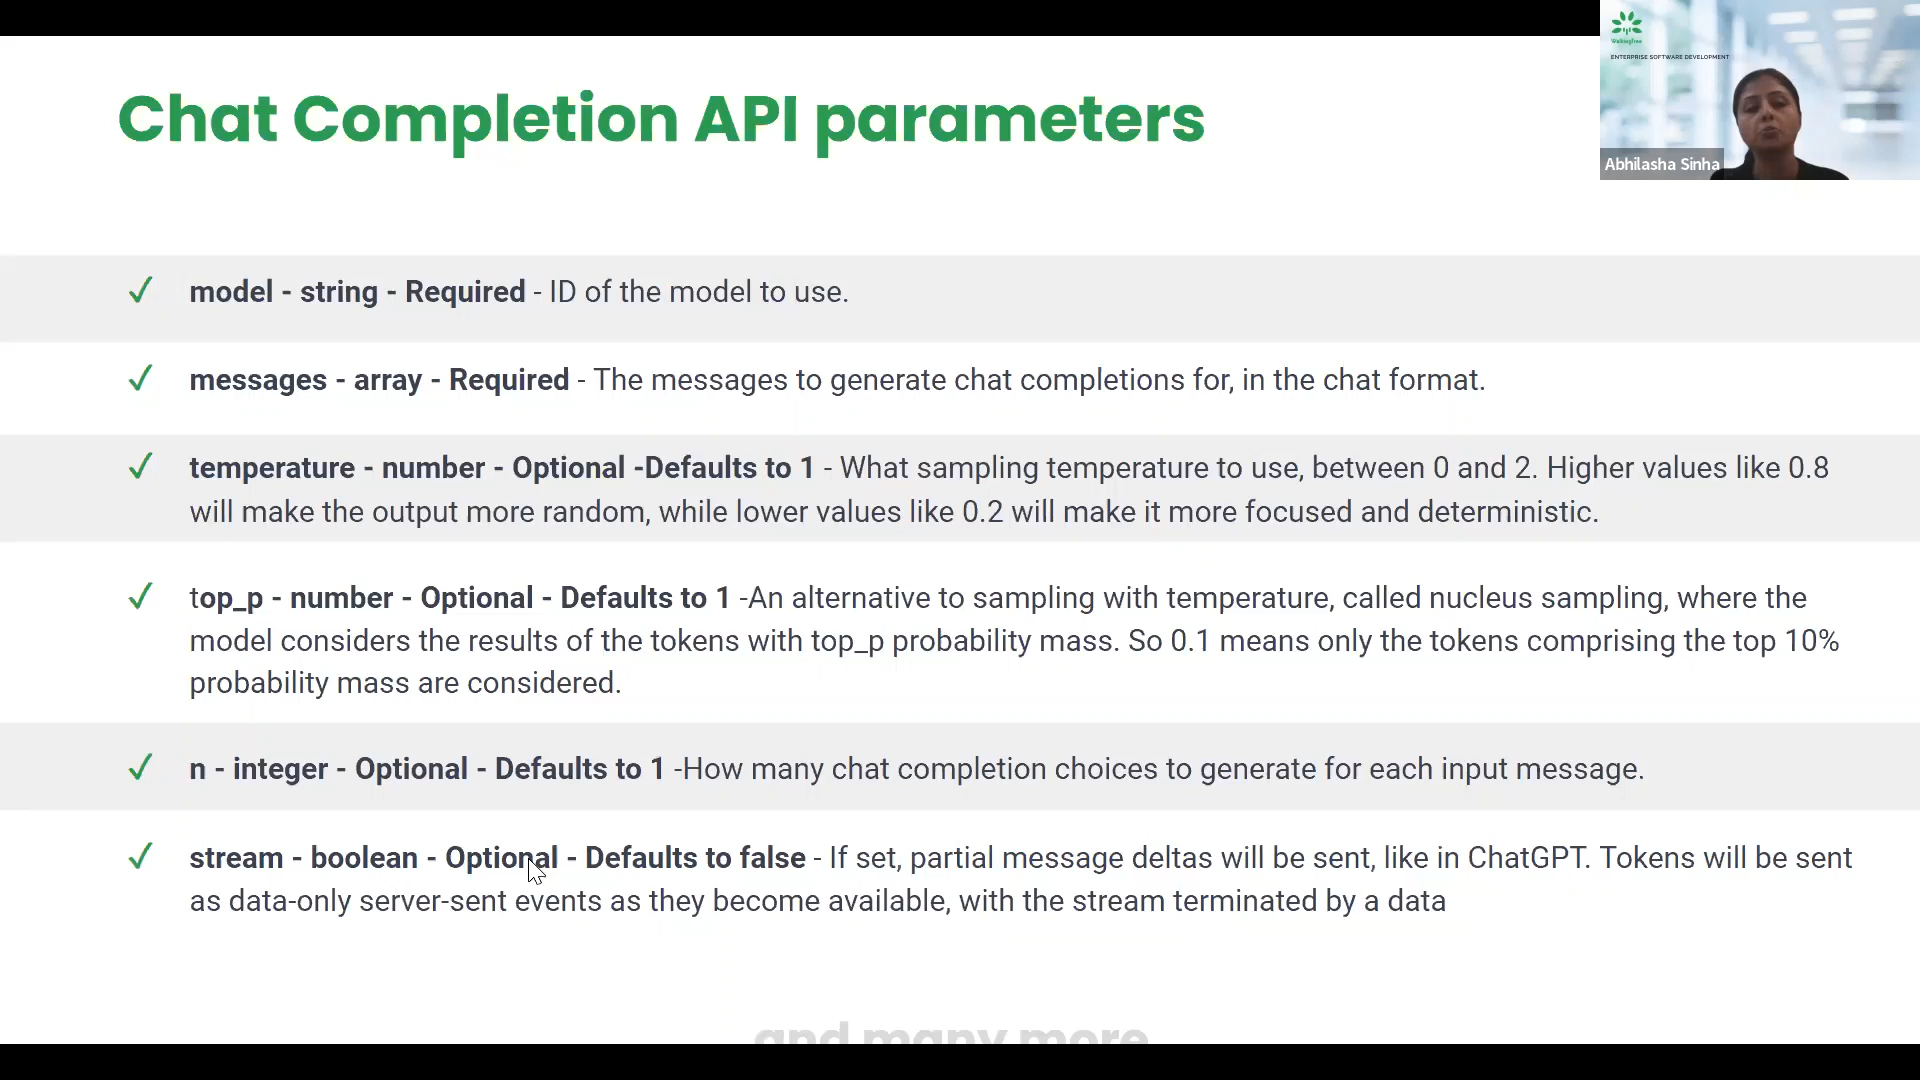 WalkingTree
ENTERPRISE SOFTWARE DEVELOPMENT
Abhilasha Sinha
Chat Completion API parameters
✓ model - string - Required - ID of the model to use.
✓ messages - array - Required - The messages to generate chat completions for, in the chat format.
✓ temperature - number - Optional -Defaults to 1 - What sampling temperature to use, between 0 and 2. Higher values like 0.8
will make the output more random, while lower values like 0.2 will make it more focused and deterministic.
✓ top_p - number - Optional - Defaults to 1 -An alternative to sampling with temperature, called nucleus sampling, where the
model considers the results of the tokens with top_p probability mass. So 0.1 means only the tokens comprising the top 10%
probability mass are considered.
✓ n - integer - Optional - Defaults to 1 -How many chat completion choices to generate for each input message.
✓ stream - boolean - Optional - Defaults to false - If set, partial message deltas will be sent, like in ChatGPT. Tokens will be sent
as data-only server-sent events as they become available, with the stream terminated by a data
and many more